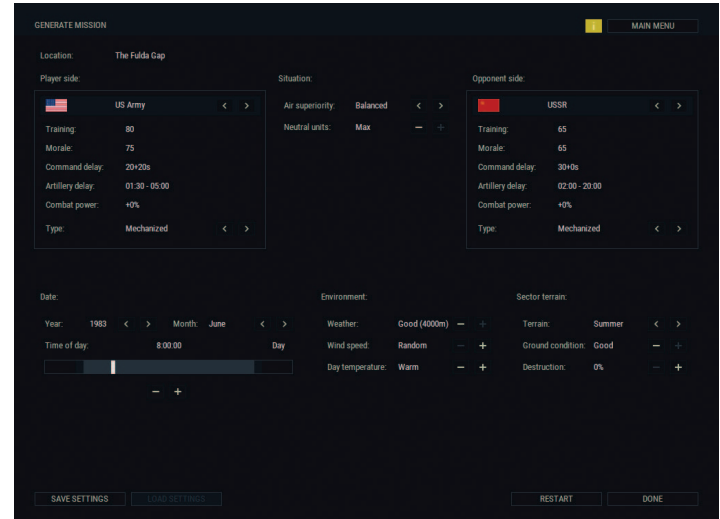 GENERATE MISSION
i
MAIN MENU
Location: The Fulda Gap
Player side:
US Army < >
Training: 80
Morale: 75
Command delay: 20+20s
Artillery delay: 01:30 - 05:00
Combat power: +0%
Type: Mechanized < >
Situation:
Air superiority: Balanced < >
Neutral units: Max − +
Opponent side:
USSR < >
Training: 65
Morale: 65
Command delay: 30+0s
Artillery delay: 02:00 - 20:00
Combat power: +0%
Type: Mechanized < >
Date:
Year: 1983 < > Month: June < >
Time of day: 8:00:00 Day
− +
Environment:
Weather: Good (4000m) − +
Wind speed: Random − +
Day temperature: Warm − +
Sector terrain:
Terrain: Summer < >
Ground condition: Good − +
Destruction: 0% − +
SAVE SETTINGS
LOAD SETTINGS
RESTART
DONE